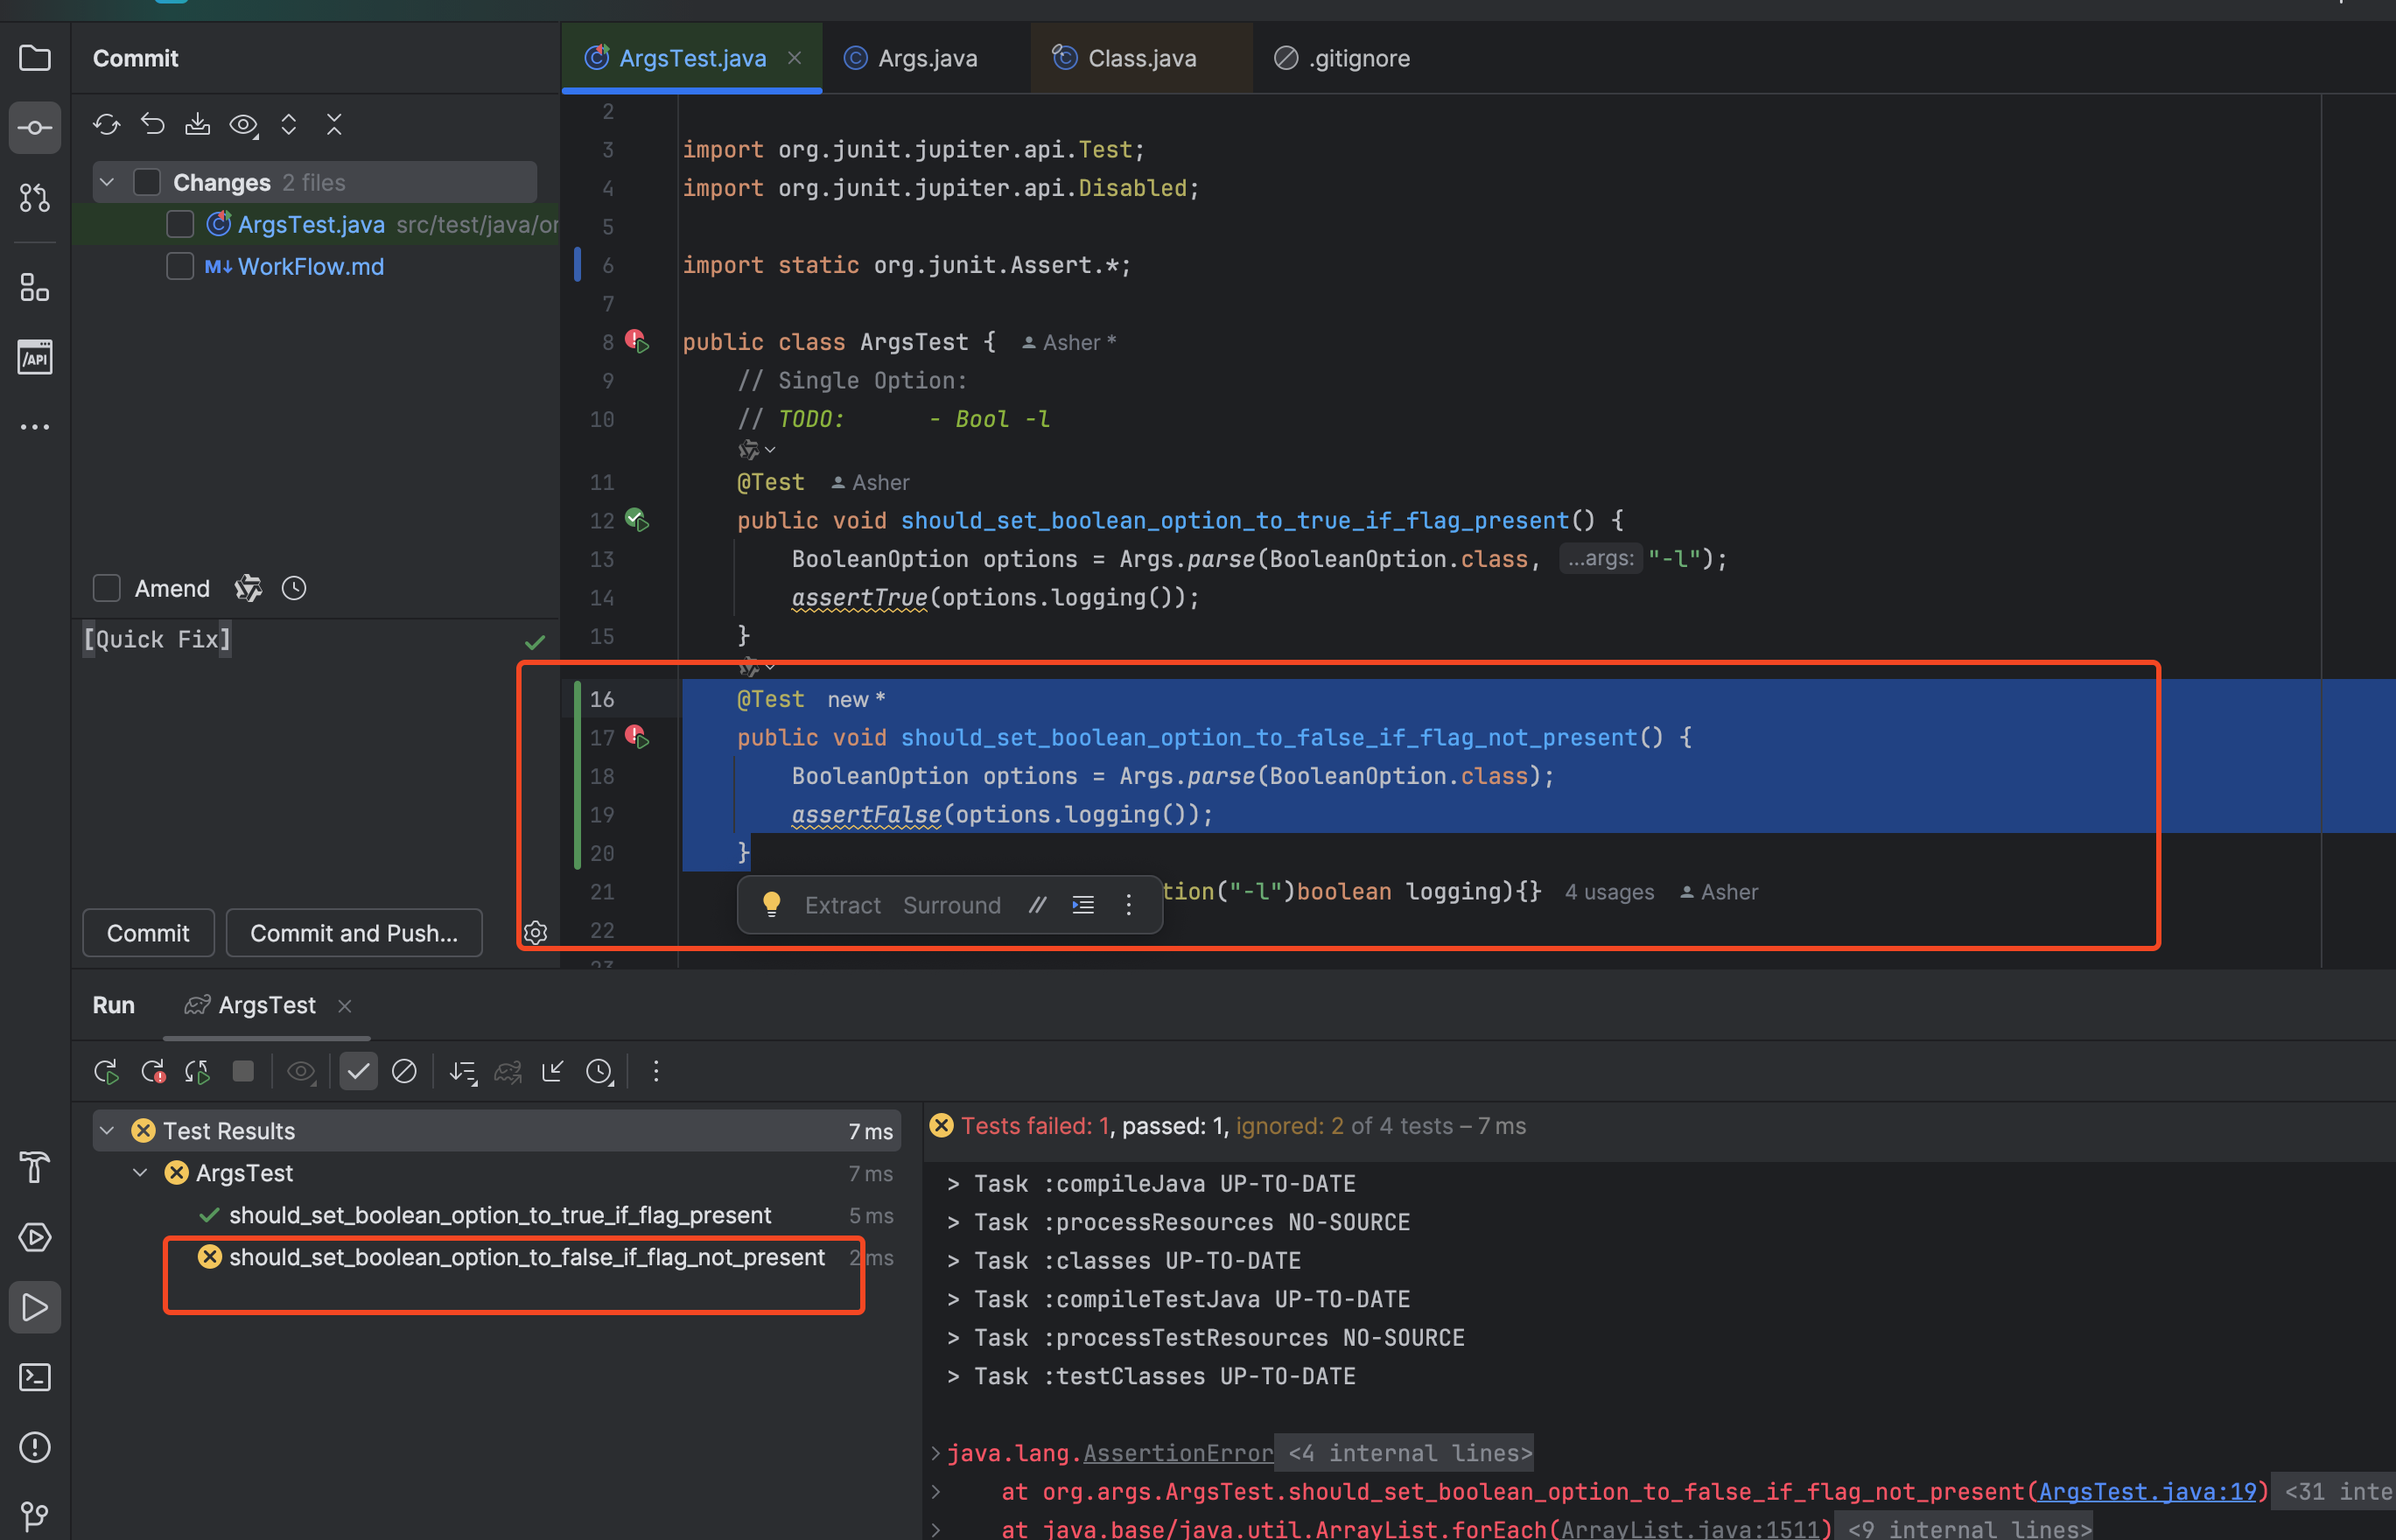 Commit
Changes 2 files
ArgsTest.java src/test/java/or
M↓ WorkFlow.md
Amend
[Quick Fix]
Commit
Commit and Push...
ArgsTest.java
Args.java
Class.java
.gitignore
2
3 import org.junit.jupiter.api.Test;
4 import org.junit.jupiter.api.Disabled;
5
6 import static org.junit.Assert.*;
7
8 public class ArgsTest { Asher *
9 // Single Option:
10 // TODO: - Bool -l
11 @Test Asher
12 public void should_set_boolean_option_to_true_if_flag_present() {
13 BooleanOption options = Args.parse(BooleanOption.class, ...args: "-l");
14 assertTrue(options.logging());
15 }
16 @Test new *
17 public void should_set_boolean_option_to_false_if_flag_not_present() {
18 BooleanOption options = Args.parse(BooleanOption.class);
19 assertFalse(options.logging());
20 }
21 tion("-l")boolean logging){} 4 usages Asher
Extract Surround //
22
23
/API
Run ArgsTest
Test Results 7 ms
ArgsTest 7 ms
should_set_boolean_option_to_true_if_flag_present 5 ms
should_set_boolean_option_to_false_if_flag_not_present 2 ms
Tests failed: 1, passed: 1, ignored: 2 of 4 tests – 7 ms
> Task :compileJava UP-TO-DATE
> Task :processResources NO-SOURCE
> Task :classes UP-TO-DATE
> Task :compileTestJava UP-TO-DATE
> Task :processTestResources NO-SOURCE
> Task :testClasses UP-TO-DATE
java.lang.AssertionError <4 internal lines>
at org.args.ArgsTest.should_set_boolean_option_to_false_if_flag_not_present(ArgsTest.java:19) <31 inte
at java.base/java.util.ArrayList.forEach(ArrayList.java:1511) <9 internal lines>